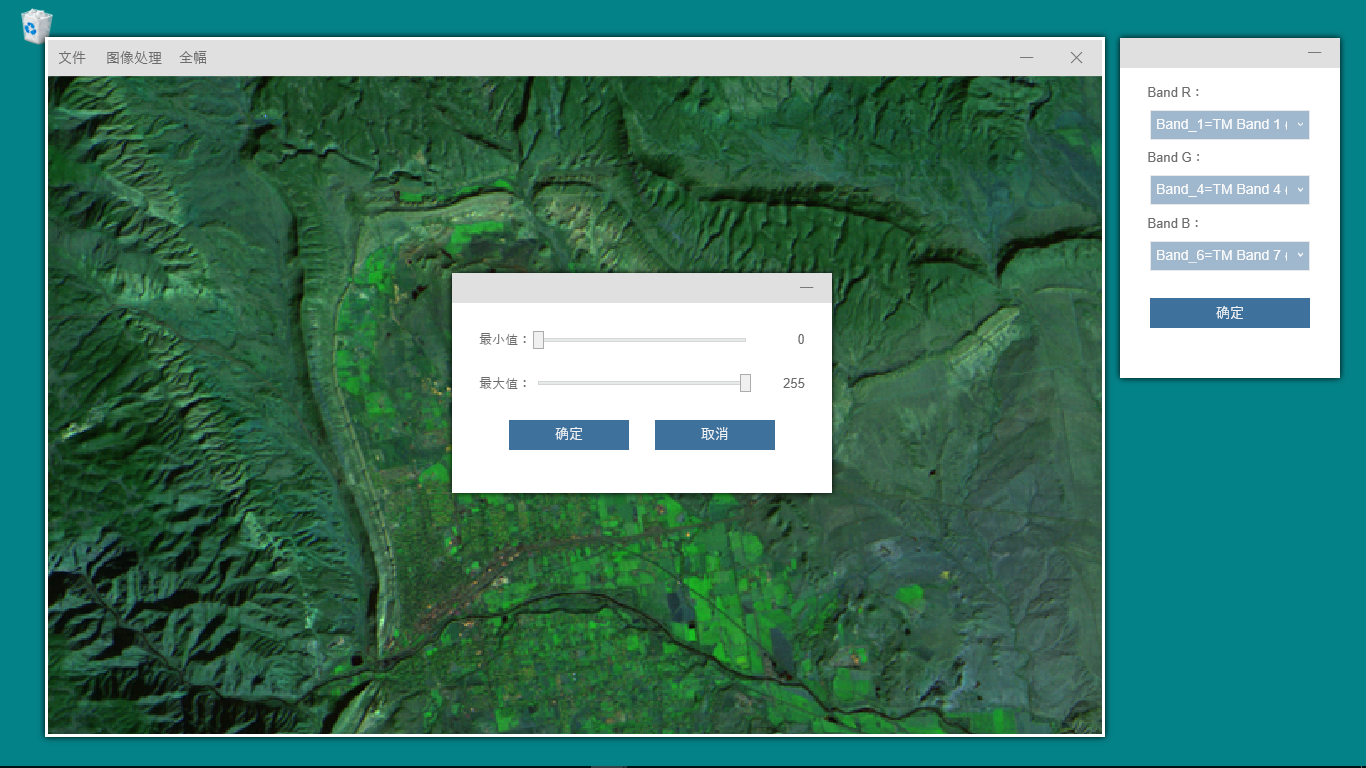 文件 图像处理 全幅
Band R：
Band_1=TM Band 1 (
Band G：
Band_4=TM Band 4 (
Band B：
Band_6=TM Band 7 (
确定
最小值： 0
最大值： 255
确定 取消